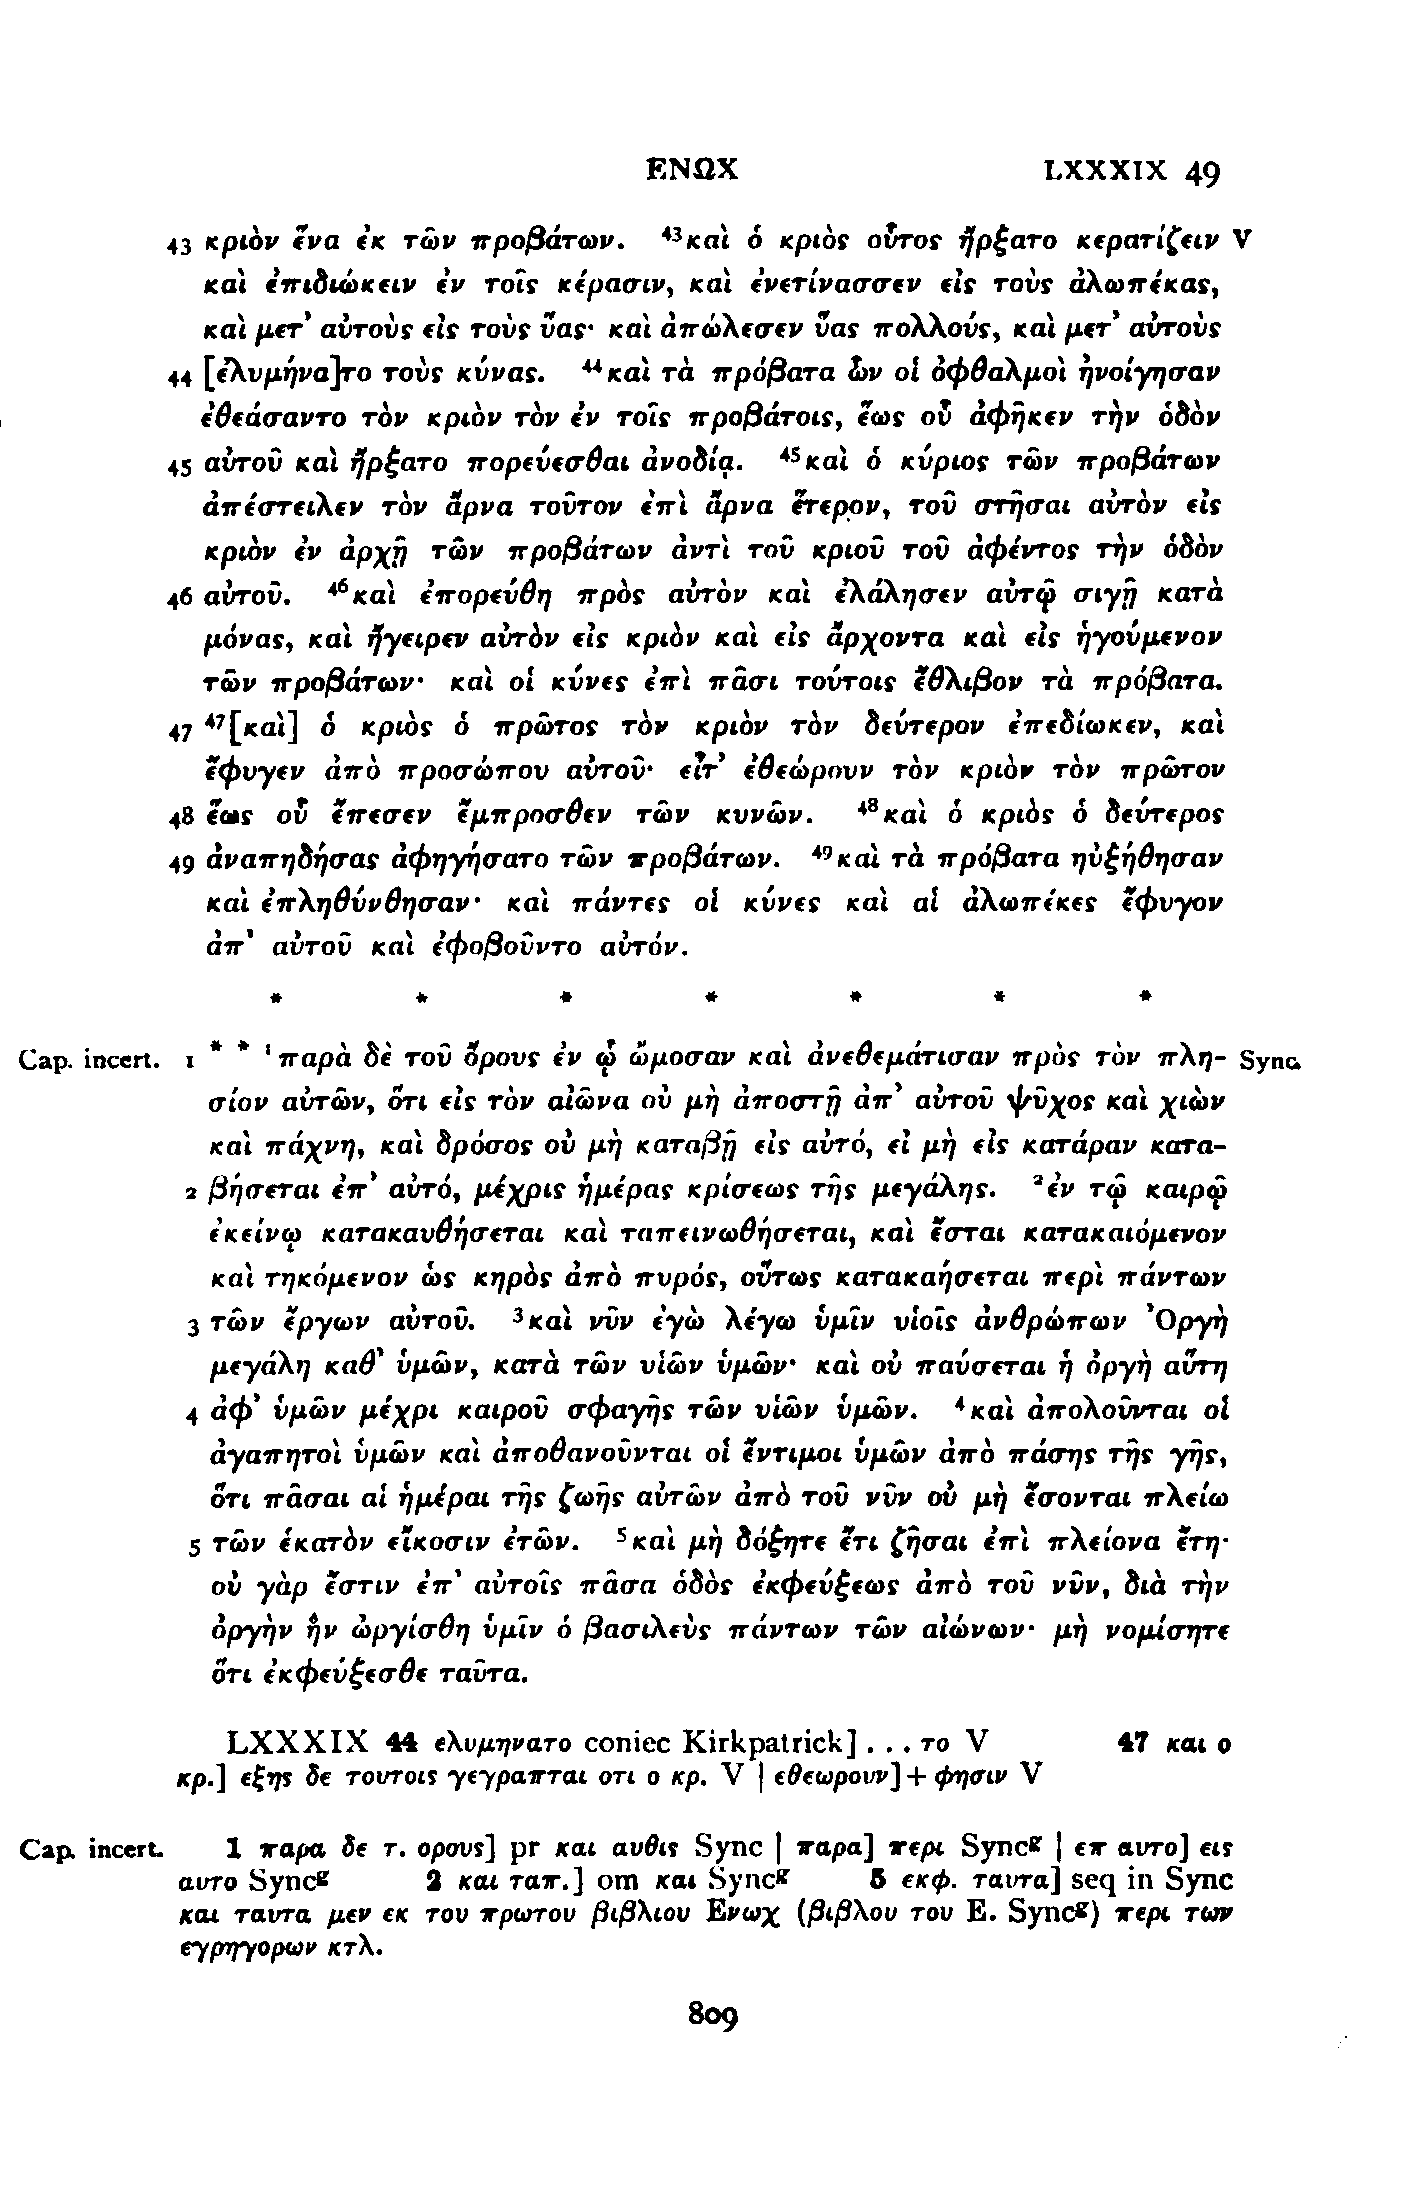 ΕΝΩΧ LXXXIX 49
43 κριὸν ἕνα ἐκ τῶν προβάτων. ⁴³καὶ ὁ κριὸς οὗτος ἤρξατο κερατίζειν V
καὶ ἐπιδιώκειν ἐν τοῖς κέρασιν, καὶ ἐνετίνασσεν εἰς τοὺς ἀλωπέκας,
καὶ μετ’ αὐτοὺς εἰς τοὺς ὕας· καὶ ἀπώλεσεν ὕας πολλούς, καὶ μετ’ αὐτοὺς
44 [ἐλυμήνα]το τοὺς κύνας. ⁴⁴καὶ τὰ πρόβατα ὧν οἱ ὀφθαλμοὶ ἠνοίγησαν
ἐθεάσαντο τὸν κριὸν τὸν ἐν τοῖς προβάτοις, ἕως οὗ ἀφῆκεν τὴν ὁδὸν
45 αὐτοῦ καὶ ἤρξατο πορεύεσθαι ἀνοδίᾳ. ⁴⁵καὶ ὁ κύριος τῶν προβάτων
ἀπέστειλεν τὸν ἄρνα τοῦτον ἐπὶ ἄρνα ἕτερον, τοῦ στῆσαι αὐτὸν εἰς
κριὸν ἐν ἀρχῇ τῶν προβάτων ἀντὶ τοῦ κριοῦ τοῦ ἀφέντος τὴν ὁδὸν
46 αὐτοῦ. ⁴⁶καὶ ἐπορεύθη πρὸς αὐτὸν καὶ ἐλάλησεν αὐτῷ σιγῇ κατὰ
μόνας, καὶ ἤγειρεν αὐτὸν εἰς κριὸν καὶ εἰς ἄρχοντα καὶ εἰς ἡγούμενον
τῶν προβάτων· καὶ οἱ κύνες ἐπὶ πᾶσι τούτοις ἔθλιβον τὰ πρόβατα.
47 ⁴⁷[καὶ] ὁ κριὸς ὁ πρῶτος τὸν κριὸν τὸν δεύτερον ἐπεδίωκεν, καὶ
ἔφυγεν ἀπὸ προσώπου αὐτοῦ· εἶτ’ ἐθεώρουν τὸν κριὸν τὸν πρῶτον
48 ἕως οὗ ἔπεσεν ἔμπροσθεν τῶν κυνῶν. ⁴⁸καὶ ὁ κριὸς ὁ δεύτερος
49 ἀναπηδήσας ἀφηγήσατο τῶν προβάτων. ⁴⁹καὶ τὰ πρόβατα ηὐξήθησαν
καὶ ἐπληθύνθησαν· καὶ πάντες οἱ κύνες καὶ αἱ ἀλωπέκες ἔφυγον
ἀπ’ αὐτοῦ καὶ ἐφοβοῦντο αὐτόν.
* * * * * * *
Cap. incert. 1 * * ¹παρὰ δὲ τοῦ ὄρους ἐν ᾧ ὤμοσαν καὶ ἀνεθεμάτισαν πρὸς τὸν πλη- Sync
σίον αὐτῶν, ὅτι εἰς τὸν αἰῶνα οὐ μὴ ἀποστῇ ἀπ’ αὐτοῦ ψῦχος καὶ χιὼν
καὶ πάχνη, καὶ δρόσος οὐ μὴ καταβῇ εἰς αὐτό, εἰ μὴ εἰς κατάραν κατα-
2 βήσεται ἐπ’ αὐτό, μέχρις ἡμέρας κρίσεως τῆς μεγάλης. ²ἐν τῷ καιρῷ
ἐκείνῳ κατακαυθήσεται καὶ ταπεινωθήσεται, καὶ ἔσται κατακαιόμενον
καὶ τηκόμενον ὡς κηρὸς ἀπὸ πυρός, οὕτως κατακαήσεται περὶ πάντων
3 τῶν ἔργων αὐτοῦ. ³καὶ νῦν ἐγὼ λέγω ὑμῖν υἱοῖς ἀνθρώπων Ὀργὴ
μεγάλη καθ’ ὑμῶν, κατὰ τῶν υἱῶν ὑμῶν· καὶ οὐ παύσεται ἡ ὀργὴ αὕτη
4 ἀφ’ ὑμῶν μέχρι καιροῦ σφαγῆς τῶν υἱῶν ὑμῶν. ⁴καὶ ἀπολοῦνται οἱ
ἀγαπητοὶ ὑμῶν καὶ ἀποθανοῦνται οἱ ἔντιμοι ὑμῶν ἀπὸ πάσης τῆς γῆς,
ὅτι πᾶσαι αἱ ἡμέραι τῆς ζωῆς αὐτῶν ἀπὸ τοῦ νῦν οὐ μὴ ἔσονται πλείω
5 τῶν ἑκατὸν εἴκοσιν ἐτῶν. ⁵καὶ μὴ δόξητε ἔτι ζῆσαι ἐπὶ πλείονα ἔτη·
οὐ γὰρ ἔστιν ἐπ’ αὐτοῖς πᾶσα ὁδὸς ἐκφεύξεως ἀπὸ τοῦ νῦν, διὰ τὴν
ὀργὴν ἣν ὠργίσθη ὑμῖν ὁ βασιλεὺς πάντων τῶν αἰώνων· μὴ νομίσητε
ὅτι ἐκφεύξεσθε ταῦτα.
LXXXIX 44 ελυμηνατο coniec Kirkpatrick] . . . το V 47 και ο
κρ.] εξης δε τουτοις γεγραπται οτι ο κρ. V | εθεωρουν] + φησιν V
Cap. incert. 1 παρα δε τ. ορους] pr και αυθις Sync | παρα] περι Syncᵍ | επ αυτο] εις
αυτο Syncᵍ 2 και ταπ.] om και Syncᵍ 5 εκφ. ταυτα] seq in Sync
και ταυτα μεν εκ του πρωτου βιβλιου Ενωχ (βιβλου του Ε. Syncᵍ) περι των
εγρηγορων κτλ.
809